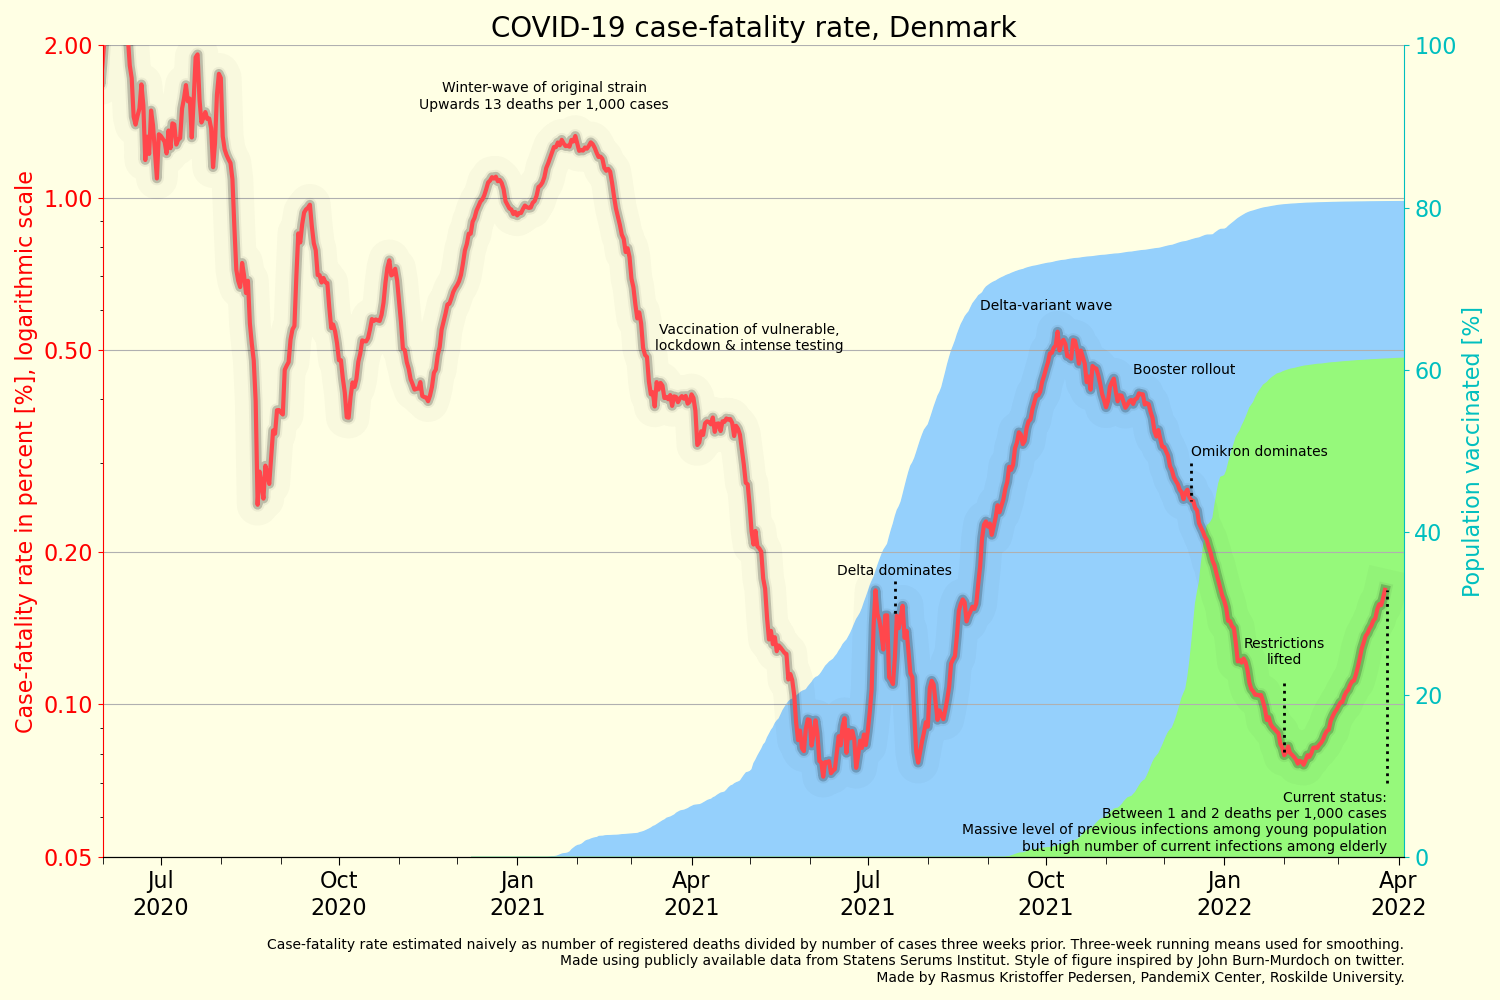 COVID-19 case-fatality rate, Denmark
2.00
1.00
0.50
0.20
0.10
0.05
Case-fatality rate in percent [%], logarithmic scale
100
80
60
40
20
0
Population vaccinated [%]
Winter-wave of original strain
Upwards 13 deaths per 1,000 cases
Vaccination of vulnerable,
lockdown & intense testing
Delta-variant wave
Booster rollout
Omikron dominates
Delta dominates
Restrictions
lifted
Current status:
Between 1 and 2 deaths per 1,000 cases
Massive level of previous infections among young population
but high number of current infections among elderly
Jul
2020
Oct
2020
Jan
2021
Apr
2021
Jul
2021
Oct
2021
Jan
2022
Apr
2022
Case-fatality rate estimated naively as number of registered deaths divided by number of cases three weeks prior. Three-week running means used for smoothing.
Made using publicly available data from Statens Serums Institut. Style of figure inspired by John Burn-Murdoch on twitter.
Made by Rasmus Kristoffer Pedersen, PandemiX Center, Roskilde University.